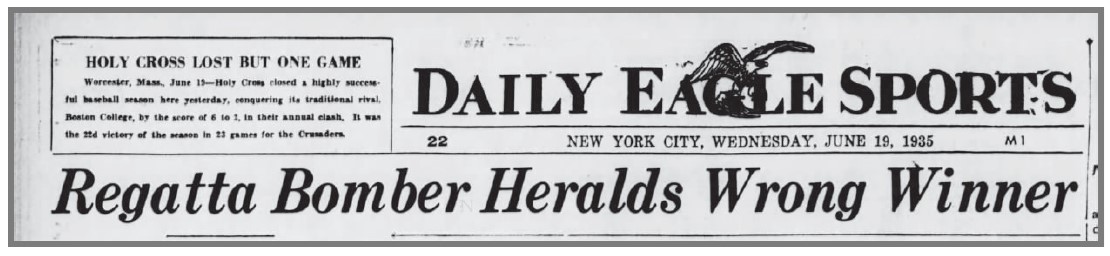 HOLY CROSS LOST BUT ONE GAME
Worcester, Mass., June 19—Holy Cross closed a highly success-
ful baseball season here yesterday, conquering its traditional rival,
Boston College, by the score of 6 to 2, in their annual clash. It was
the 22d victory of the season in 23 games for the Crusaders.
DAILY EAGLE SPORTS
22 NEW YORK CITY, WEDNESDAY, JUNE 19, 1935 M 1
Regatta Bomber Heralds Wrong Winner